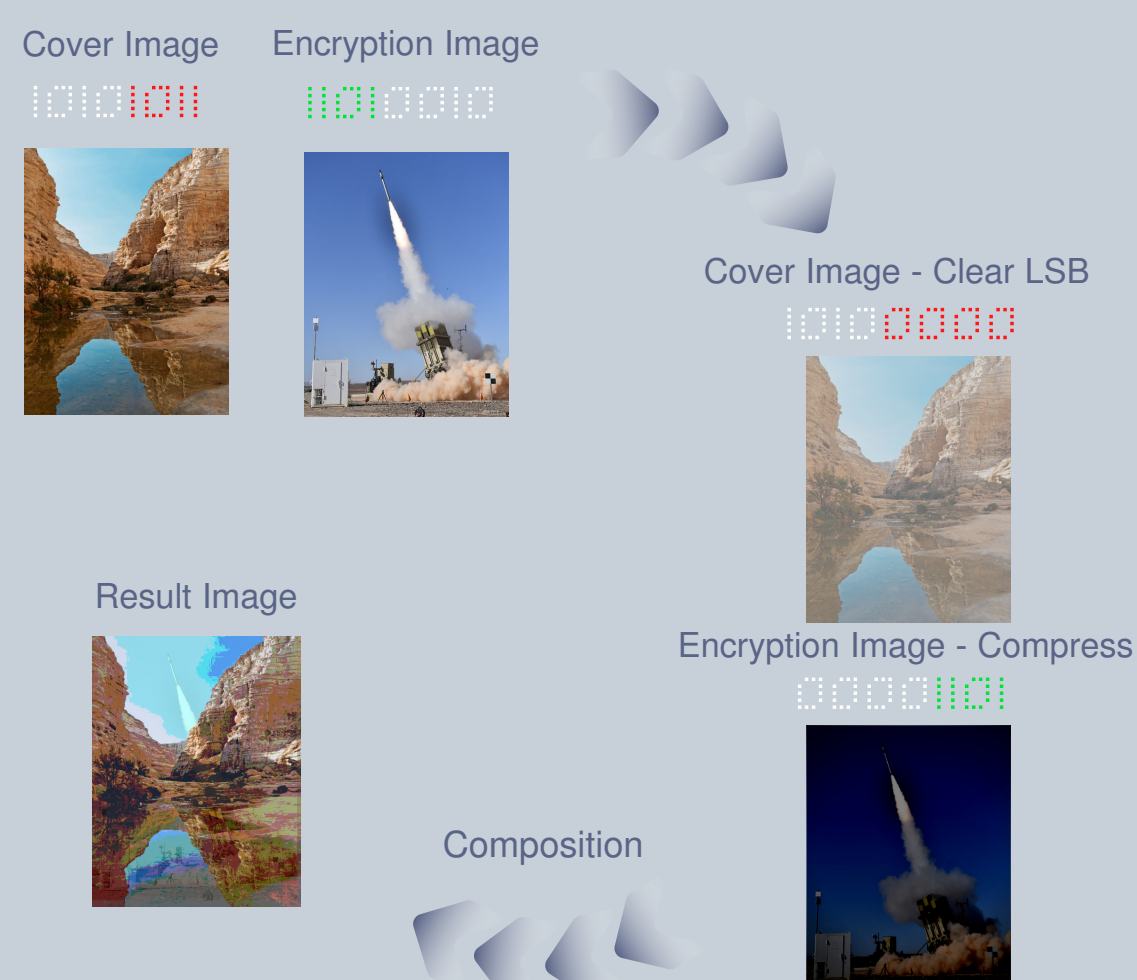 Cover Image
Encryption Image
10101011
11010010
Cover Image - Clear LSB
10100000
Result Image
Encryption Image - Compress
00001101
Composition